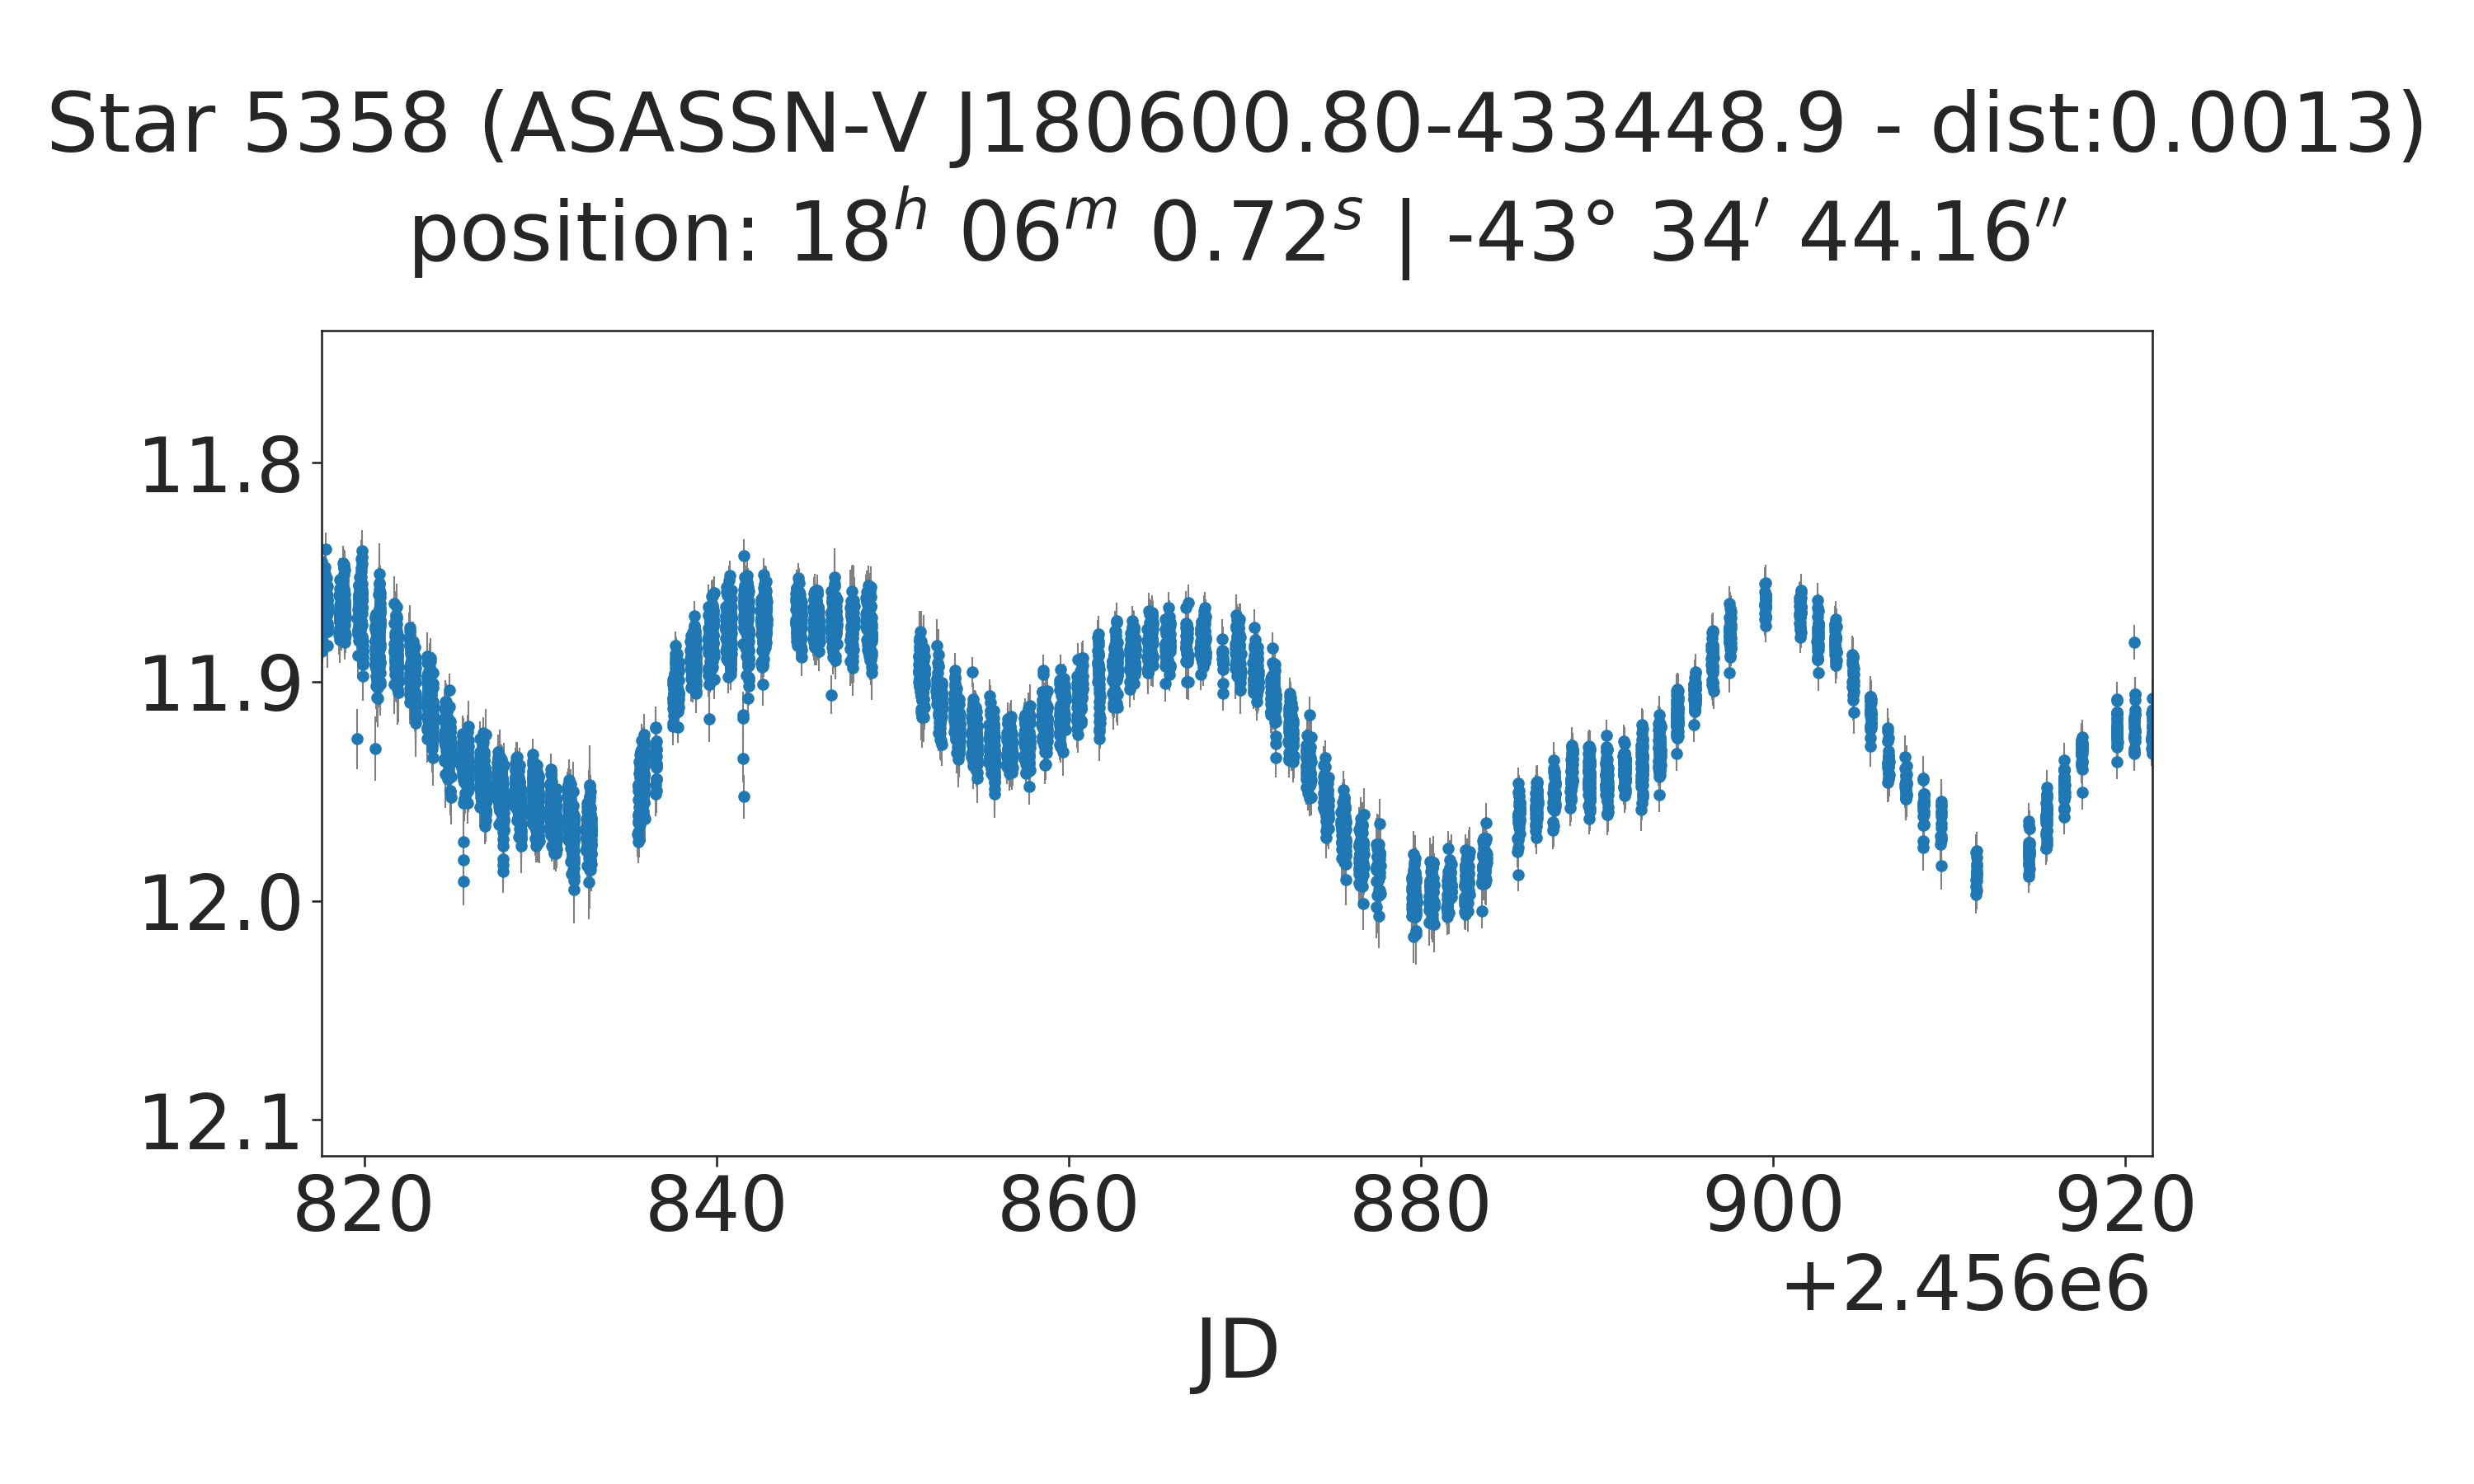 Star 5358 (ASASSN-V J180600.80-433448.9 - dist:0.0013)
position: 18ʰ 06ᵐ 0.72ˢ | -43° 34′ 44.16′′
11.8
11.9
12.0
12.1
820 840 860 880 900 920
+2.456e6
JD